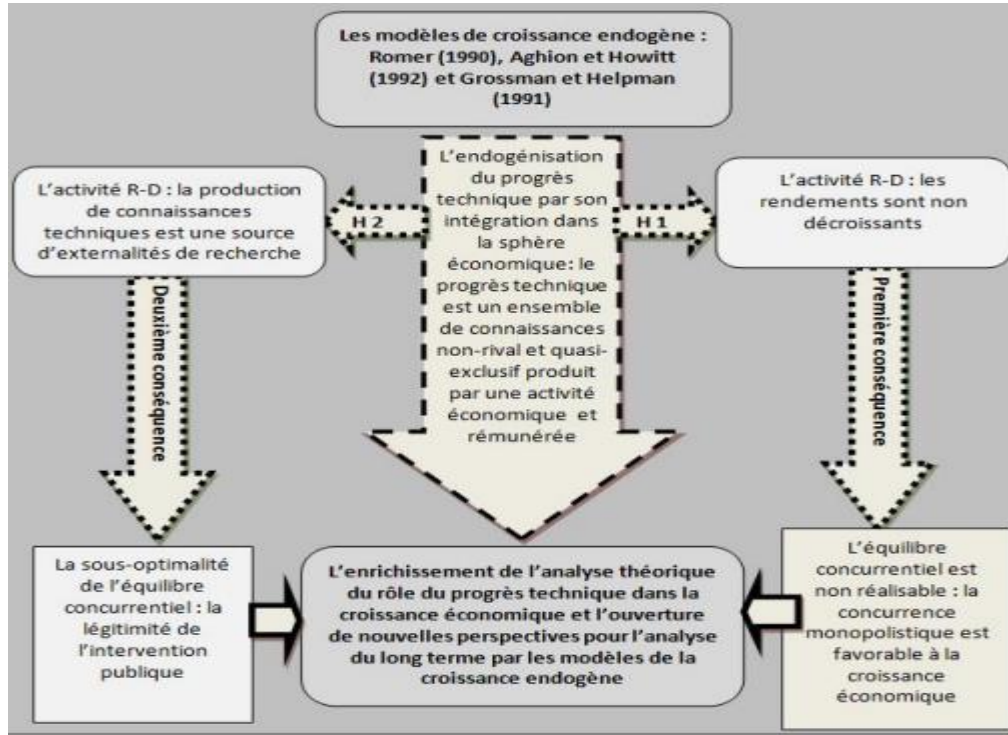 Les modèles de croissance endogène :
Romer (1990), Aghion et Howitt
(1992) et Grossman et Helpman
(1991)
L'activité R-D : la production
de connaissances
techniques est une source
d'externalités de recherche
H 2
L'endogénisation
du progrès
technique par son
intégration dans
la sphère
économique: le
progrès technique
est un ensemble
de connaissances
non-rival et quasi-
exclusif produit
par une activité
économique et
rémunérée
H 1
L'activité R-D : les
rendements sont non
décroissants
Deuxième conséquence
Première conséquence
La sous-optimalité
de l'équilibre
concurrentiel : la
légitimité de
l'intervention
publique
L'enrichissement de l'analyse théorique
du rôle du progrès technique dans la
croissance économique et l'ouverture
de nouvelles perspectives pour l'analyse
du long terme par les modèles de la
croissance endogène
L'équilibre
concurrentiel est
non réalisable : la
concurrence
monopolistique est
favorable à la
croissance
économique